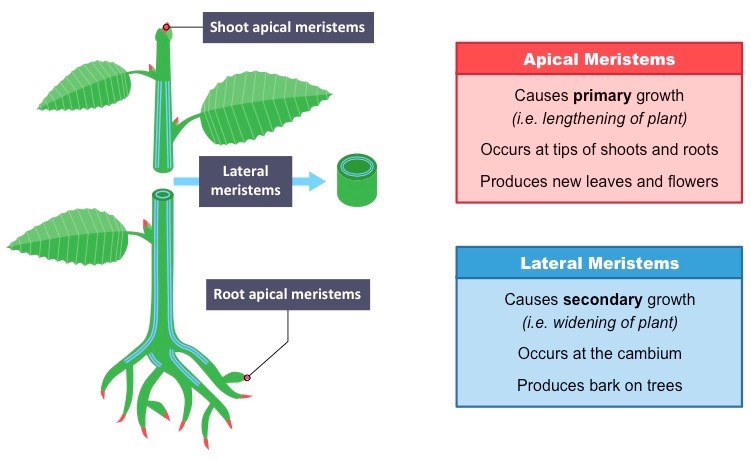 Shoot apical meristems
Lateral
meristems
Root apical meristems
Apical Meristems
Causes primary growth
(i.e. lengthening of plant)
Occurs at tips of shoots and roots
Produces new leaves and flowers
Lateral Meristems
Causes secondary growth
(i.e. widening of plant)
Occurs at the cambium
Produces bark on trees